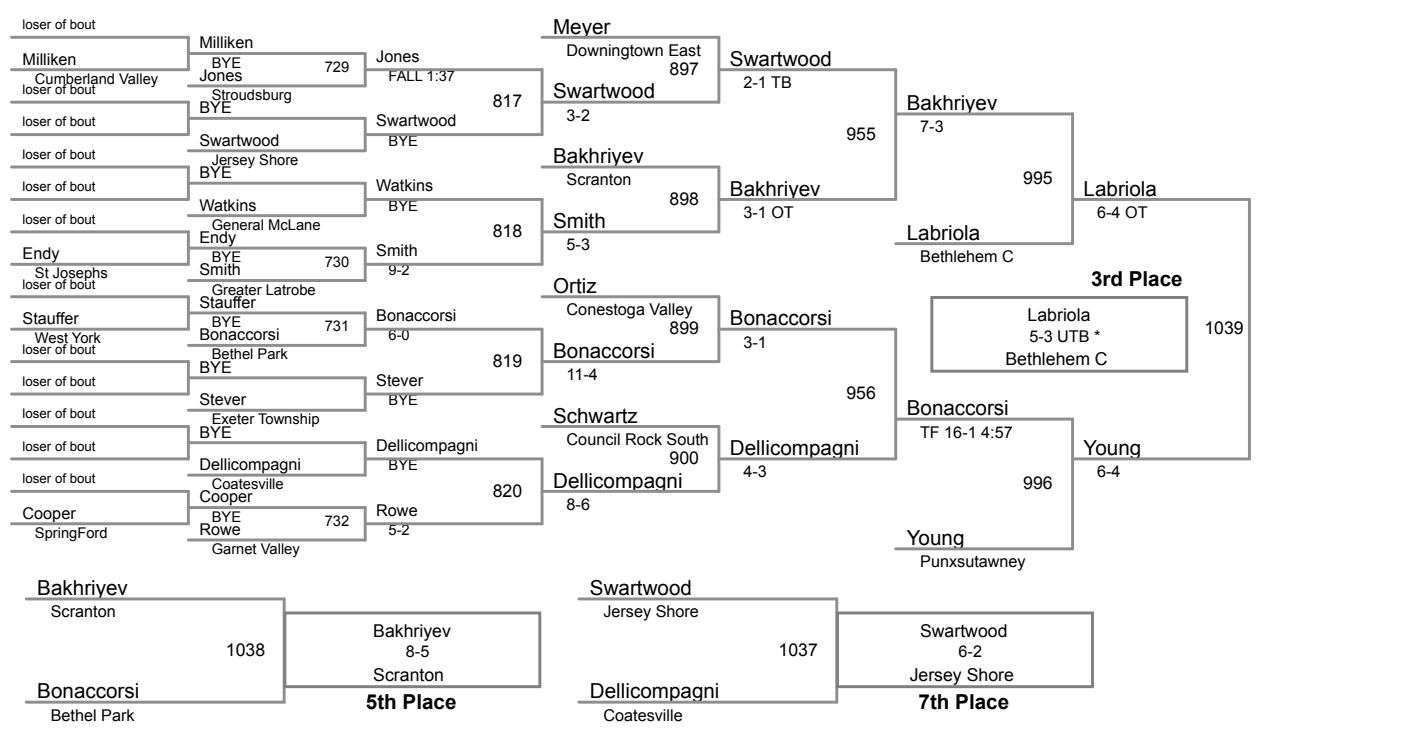 loser of bout
Milliken
Cumberland Valley
loser of bout
loser of bout
loser of bout
loser of bout
loser of bout
Endy
St Josephs
loser of bout
Stauffer
West York
loser of bout
loser of bout
loser of bout
loser of bout
loser of bout
Cooper
SpringFord
Milliken
BYE
729
Jones
Stroudsburg
BYE
Swartwood
Jersey Shore
BYE
Watkins
General McLane
Endy
BYE
730
Smith
Greater Latrobe
Stauffer
BYE
731
Bonaccorsi
Bethel Park
BYE
Stever
Exeter Township
BYE
Dellicompagni
Coatesville
Cooper
BYE
732
Rowe
Garnet Valley
Jones
FALL 1:37
817
Swartwood
BYE
Watkins
BYE
818
Smith
9-2
Bonaccorsi
6-0
819
Stever
BYE
Dellicompagni
BYE
820
Rowe
5-2
Meyer
Downingtown East
897
Swartwood
3-2
Bakhriyev
Scranton
898
Smith
5-3
Ortiz
Conestoga Valley
899
Bonaccorsi
11-4
Schwartz
Council Rock South
900
Dellicompagni
8-6
Swartwood
2-1 TB
955
Bakhriyev
3-1 OT
Bonaccorsi
3-1
956
Dellicompagni
4-3
Bakhriyev
7-3
995
Labriola
Bethlehem C
Bonaccorsi
TF 16-1 4:57
996
Young
Punxsutawney
Labriola
6-4 OT
1039
Young
6-4
3rd Place
Labriola
5-3 UTB *
Bethlehem C
Bakhriyev
Scranton
1038
Bonaccorsi
Bethel Park
Bakhriyev
8-5
Scranton
5th Place
Swartwood
Jersey Shore
1037
Dellicompagni
Coatesville
Swartwood
6-2
Jersey Shore
7th Place